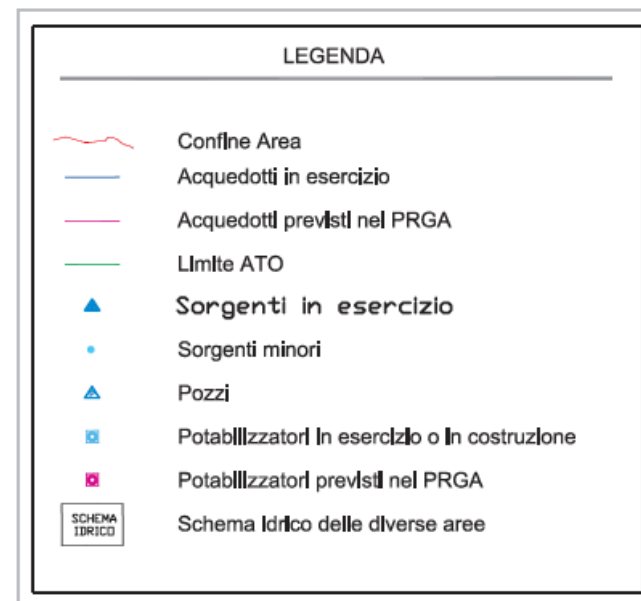 LEGENDA
Confine Area
Acquedotti in esercizio
Acquedotti previsti nel PRGA
Limite ATO
Sorgenti in esercizio
Sorgenti minori
Pozzi
Potabilizzatori in esercizio o in costruzione
Potabilizzatori previsti nel PRGA
SCHEMA
IDRICO
Schema idrico delle diverse aree